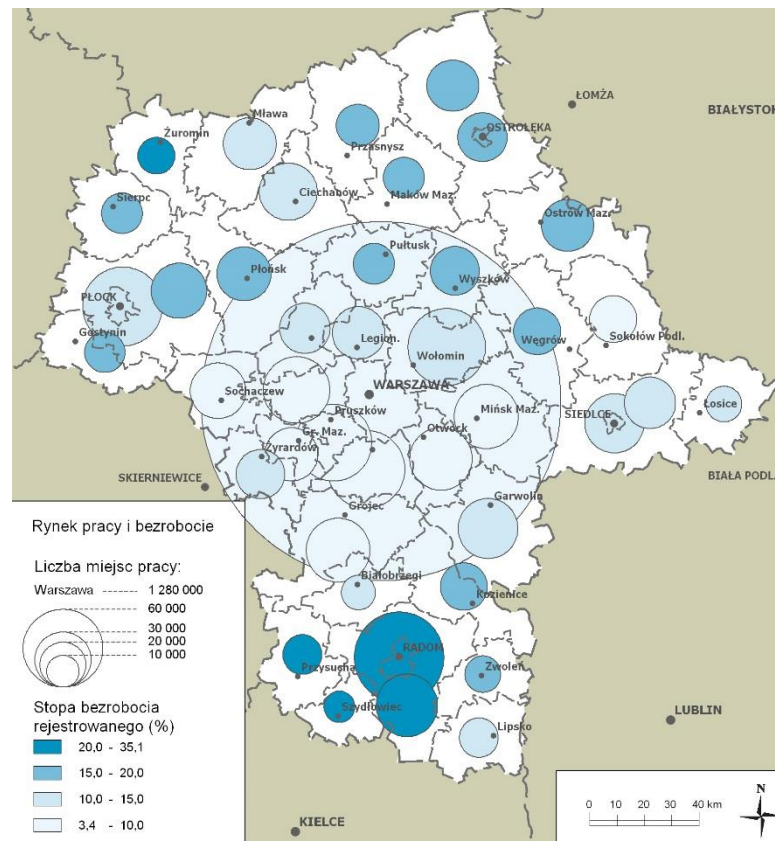 ŁOMŻA
BIAŁYSTOK
Mława
Żuromin
OSTROŁĘKA
Przasnysz
Ciechanów
Maków Maz.
Sierpc
Ostrów Maz.
Pułtusk
Płońsk
Wyszków
PŁOCK
Gostynin
Legion.
Węgrów
Sokołów Podl.
Wołomin
WARSZAWA
Sochaczew
Mińsk Maz.
SIEDLCE
Łosice
Pruszków
Gr. Maz.
Otwock
Żyrardów
SKIERNIEWICE
BIAŁA PODL.
Garwolin
Grójec
Rynek pracy i bezrobocie
Liczba miejsc pracy:
Warszawa 1 280 000
60 000
30 000
20 000
10 000
Białobrzegi
Kozienice
RADOM
Przysucha
Zwoleń
Szydłowiec
Lipsko
LUBLIN
Stopa bezrobocia
rejestrowanego (%)
20,0 - 35,1
15,0 - 20,0
10,0 - 15,0
3,4 - 10,0
KIELCE
N
0 10 20 30 40 km